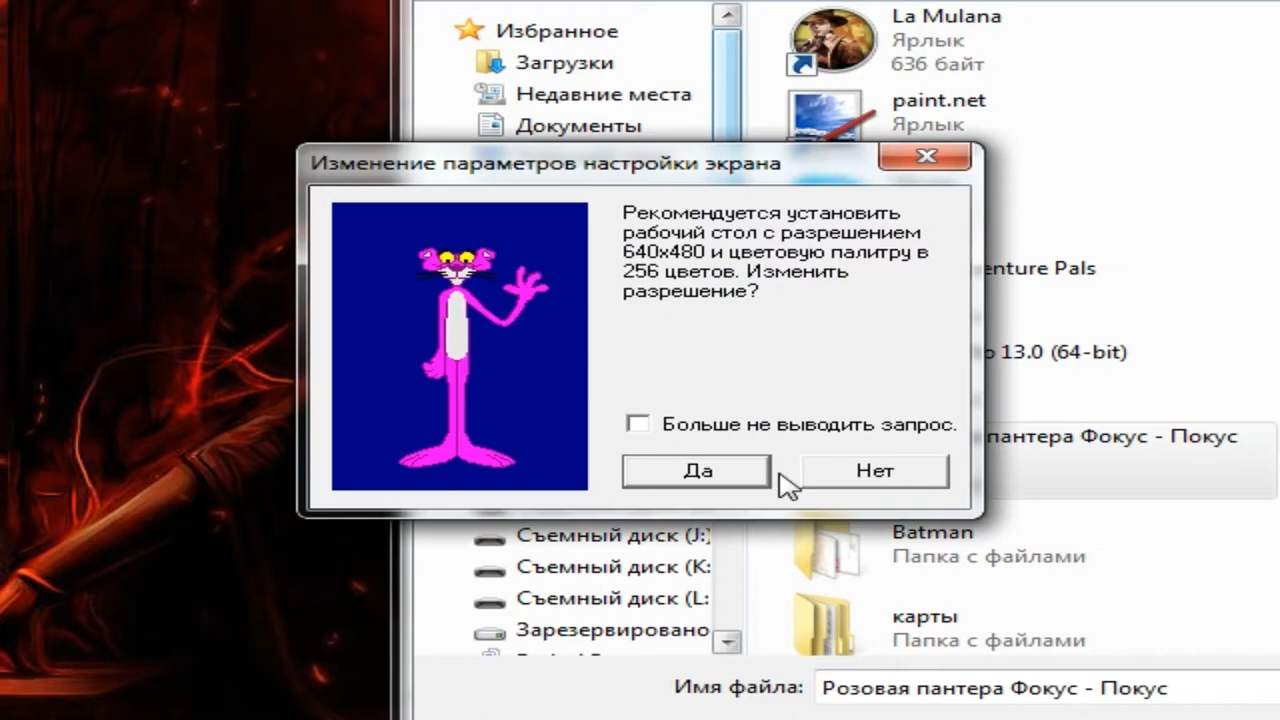 Избранное
Загрузки
Недавние места
Документы
La Mulana
Ярлык
636 байт
paint.net
Ярлык
Изменение параметров настройки экрана
Рекомендуется установить
рабочий стол с разрешением
640x480 и цветовую палитру в
256 цветов. Изменить
разрешение?
Больше не выводить запрос.
Да
Нет
enture Pals
13.0 (64-bit)
пантера Фокус - Покус
Съемный диск (J:)
Съемный диск (K:
Съемный диск (L:
Зарезервировано
Batman
Папка с файлами
карты
Папка с файлами
Имя файла:
Розовая пантера Фокус - Покус